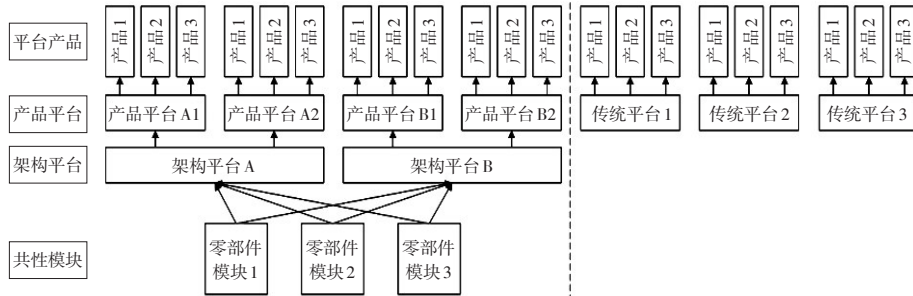 平台产品
产品1
产品2
产品3
产品1
产品2
产品3
产品1
产品2
产品3
产品1
产品2
产品3
产品1
产品2
产品3
产品1
产品2
产品3
产品1
产品2
产品3
产品平台
产品平台A1
产品平台A2
产品平台B1
产品平台B2
传统平台1
传统平台2
传统平台3
架构平台
架构平台A
架构平台B
共性模块
零部件
模块1
零部件
模块2
零部件
模块3